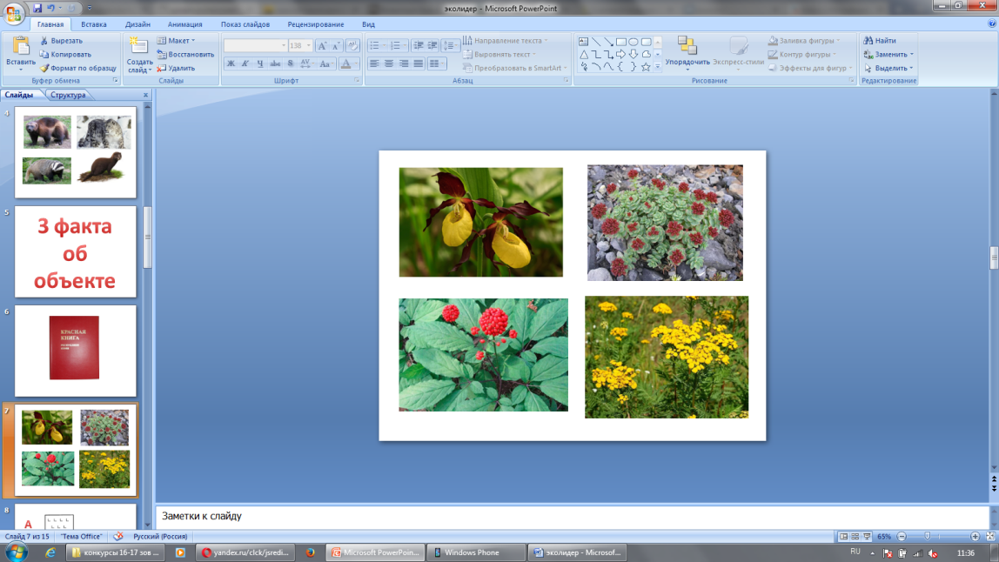 эколидер - Microsoft PowerPoint
Главная Вставка Дизайн Анимация Показ слайдов Рецензирование Вид
Вставить
Вырезать
Копировать
Формат по образцу
Буфер обмена
Создать слайд
Макет
Восстановить
Удалить
Слайды
138
Ж К Ч abc S AV Aa A
Шрифт
Направление текста
Выровнять текст
Преобразовать в SmartArt
Абзац
Упорядочить
Экспресс-стили
Заливка фигуры
Контур фигуры
Эффекты для фигур
Рисование
Найти
Заменить
Выделить
Редактирование
Слайды Структура
4
5
3 факта
об
объекте
6
КРАСНАЯ
КНИГА
7
8
А
Заметки к слайду
Слайд 7 из 15 "Тема Office" Русский (Россия) 65%
конкурсы 16-17 зов ... yandex.ru/clck/jsredi... Microsoft PowerPoin... Windows Phone эколидер - Microsof... RU 11:36